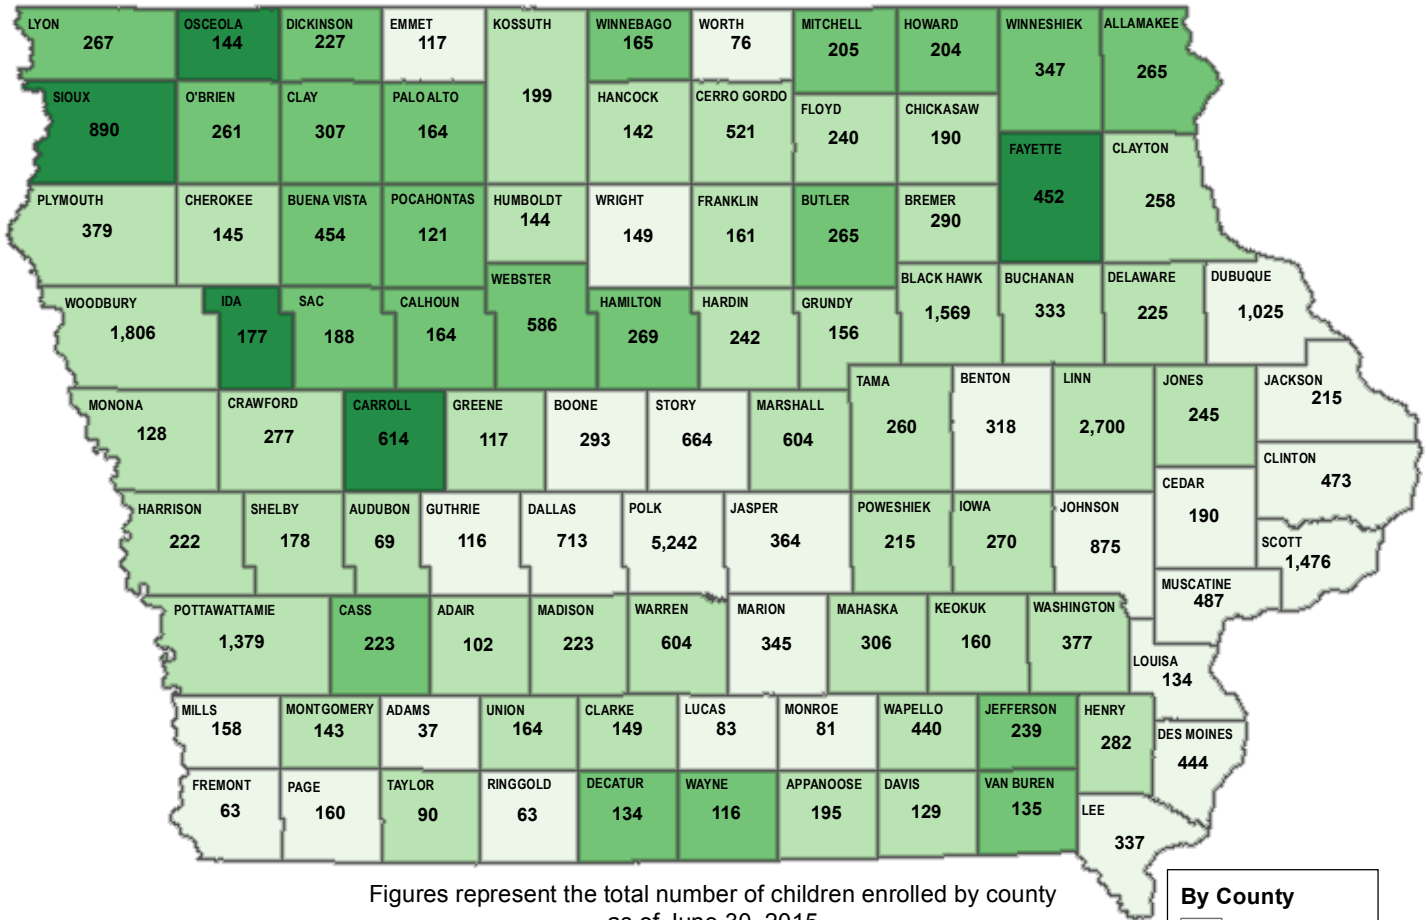 LYON
267
OSCEOLA
144
DICKINSON
227
EMMET
117
KOSSUTH
199
WINNEBAGO
165
WORTH
76
MITCHELL
205
HOWARD
204
WINNESHIEK
347
ALLAMAKEE
265
SIOUX
890
O'BRIEN
261
CLAY
307
PALO ALTO
164
HANCOCK
142
CERRO GORDO
521
FLOYD
240
CHICKASAW
190
FAYETTE
452
CLAYTON
258
PLYMOUTH
379
CHEROKEE
145
BUENA VISTA
454
POCAHONTAS
121
HUMBOLDT
144
WRIGHT
149
FRANKLIN
161
BUTLER
265
BREMER
290
WOODBURY
1,806
IDA
177
SAC
188
CALHOUN
164
WEBSTER
586
HAMILTON
269
HARDIN
242
GRUNDY
156
BLACK HAWK
1,569
BUCHANAN
333
DELAWARE
225
DUBUQUE
1,025
MONONA
128
CRAWFORD
277
CARROLL
614
GREENE
117
BOONE
293
STORY
664
MARSHALL
604
TAMA
260
BENTON
318
LINN
2,700
JONES
245
JACKSON
215
CLINTON
473
HARRISON
222
SHELBY
178
AUDUBON
69
GUTHRIE
116
DALLAS
713
POLK
5,242
JASPER
364
POWESHIEK
215
IOWA
270
JOHNSON
875
CEDAR
190
SCOTT
1,476
MUSCATINE
487
POTTAWATTAMIE
1,379
CASS
223
ADAIR
102
MADISON
223
WARREN
604
MARION
345
MAHASKA
306
KEOKUK
160
WASHINGTON
377
LOUISA
134
MILLS
158
MONTGOMERY
143
ADAMS
37
UNION
164
CLARKE
149
LUCAS
83
MONROE
81
WAPELLO
440
JEFFERSON
239
HENRY
282
DES MOINES
444
FREMONT
63
PAGE
160
TAYLOR
90
RINGGOLD
63
DECATUR
134
WAYNE
116
APPANOOSE
195
DAVIS
129
VAN BUREN
135
LEE
337
Figures represent the total number of children enrolled by county
as of June 30, 2015
By County